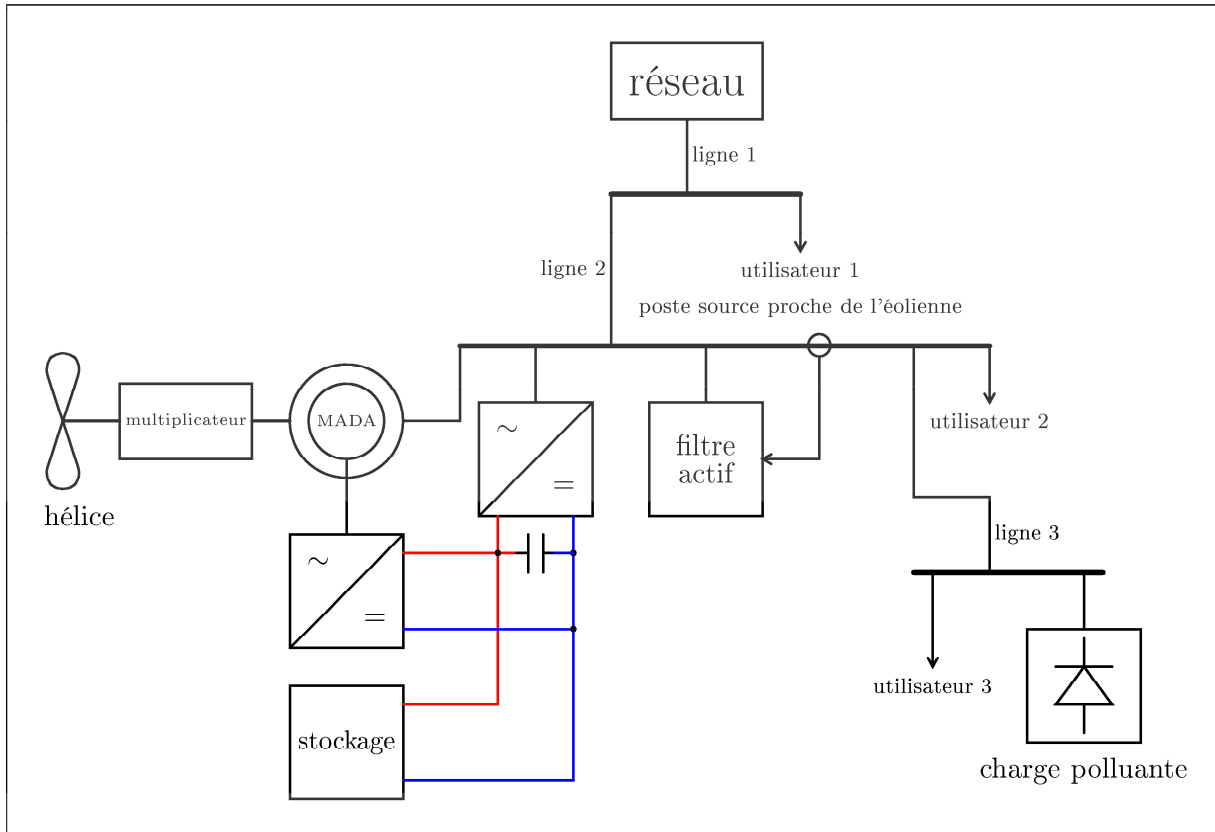 réseau
ligne 1
ligne 2
utilisateur 1
poste source proche de l'éolienne
multiplicateur
MADA
~
=
filtre
actif
utilisateur 2
hélice
ligne 3
~
=
utilisateur 3
stockage
charge polluante